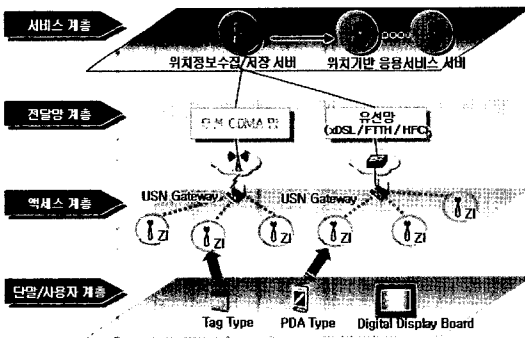 서비스 계층
위치정보수집/저장 서버
위치기반 응용서비스 서버
전달망 계층
CDMA 망
유선망
(xDSL/FTTH/HFC)
액세스 계층
USN Gateway
USN Gateway
ZI
ZI
ZI
ZI
ZI
ZI
단말/사용자 계층
Tag Type
PDA Type
Digital Display Board